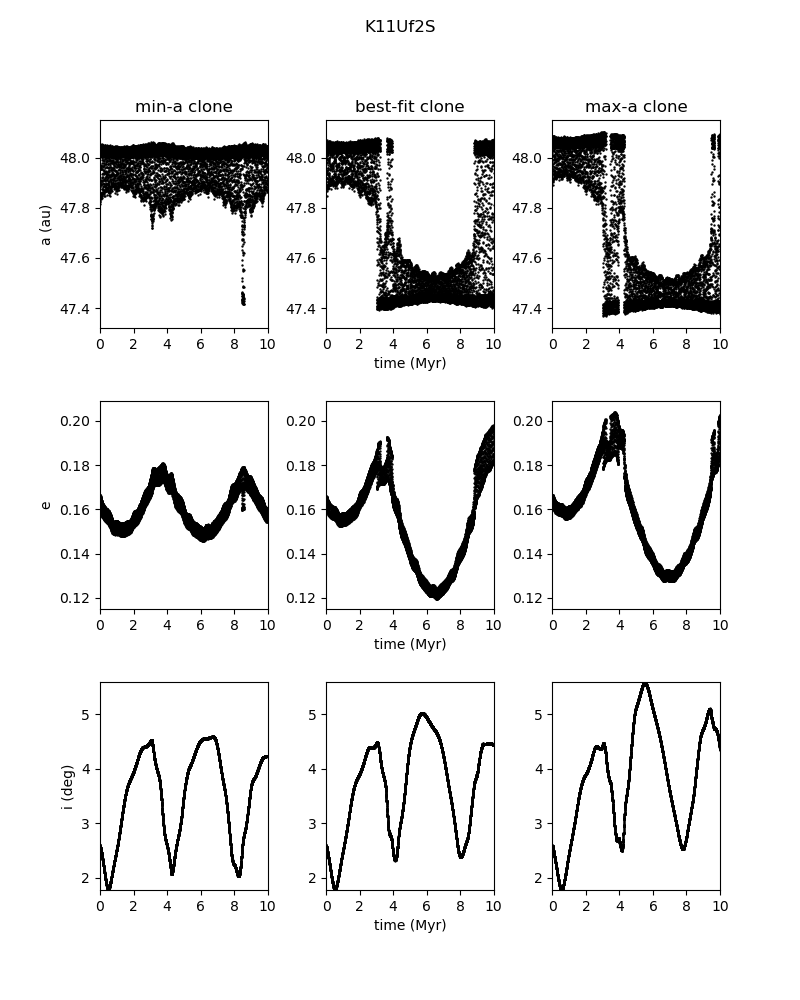 K11Uf2S
min-a clone best-fit clone max-a clone
48.0 48.0 48.0
47.8 47.8 47.8
a (au)
47.6 47.6 47.6
47.4 47.4 47.4
0 2 4 6 8 10 0 2 4 6 8 10 0 2 4 6 8 10
time (Myr)
0.20 0.20 0.20
0.18 0.18 0.18
e
0.16 0.16 0.16
0.14 0.14 0.14
0.12 0.12 0.12
0 2 4 6 8 10 0 2 4 6 8 10 0 2 4 6 8 10
time (Myr)
5 5 5
4 4 4
i (deg)
3 3 3
2 2 2
0 2 4 6 8 10 0 2 4 6 8 10 0 2 4 6 8 10
time (Myr)